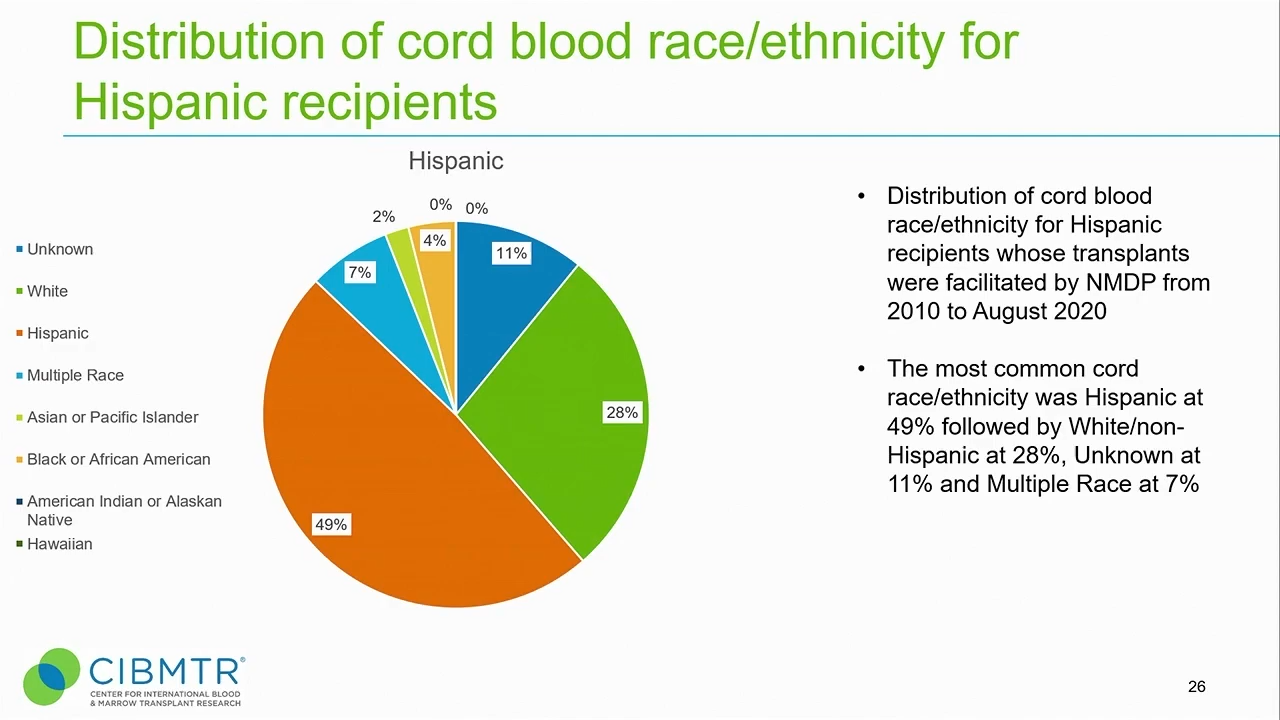 Distribution of cord blood race/ethnicity for
Hispanic recipients
Hispanic
Unknown
White
Hispanic
Multiple Race
Asian or Pacific Islander
Black or African American
American Indian or Alaskan
Native
Hawaiian
11%
28%
49%
7%
2%
4%
0%
0%
• Distribution of cord blood
race/ethnicity for Hispanic
recipients whose transplants
were facilitated by NMDP from
2010 to August 2020
• The most common cord
race/ethnicity was Hispanic at
49% followed by White/non-
Hispanic at 28%, Unknown at
11% and Multiple Race at 7%
CIBMTR®
CENTER FOR INTERNATIONAL BLOOD
& MARROW TRANSPLANT RESEARCH
26